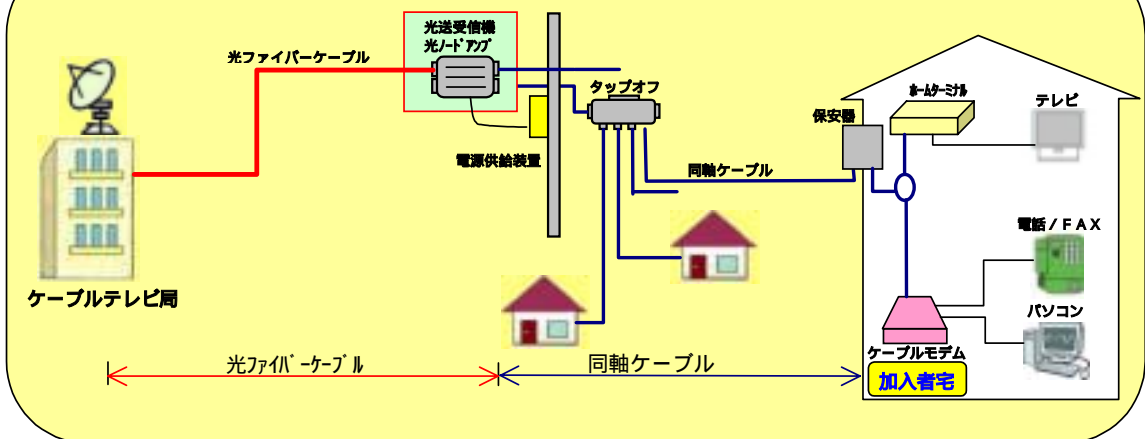 光送受信機
光ノードアンプ
光ファイバーケーブル
タップオフ
ホームターミナル
テレビ
保安器
電源供給装置
同軸ケーブル
電話/FAX
ケーブルテレビ局
パソコン
ケーブルモデム
光ファイバーケーブル
同軸ケーブル
加入者宅